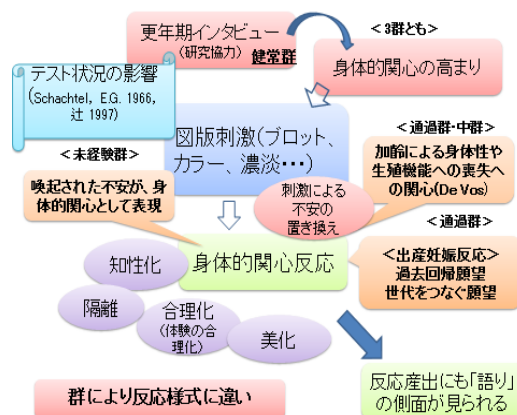 更年期インタビュー
(研究協力) 健常群
<3群とも>
身体的関心の高まり
テスト状況の影響
(Schachtel, E.G. 1966,
辻 1997)
図版刺激(ブロット、
カラー、濃淡・・・)
<通過群・中群>
加齢による身体性や
生殖機能への喪失へ
の関心(De Vos)
<未経験群>
喚起された不安が、身
体的関心として表現
刺激による
不安の
置き換え
身体的関心反応
<通過群>
<出産妊娠反応>
過去回帰願望
世代をつなぐ願望
知性化
隔離
合理化
(体験の合
理化)
美化
群により反応様式に違い
反応産出にも「語り」
の側面が見られる